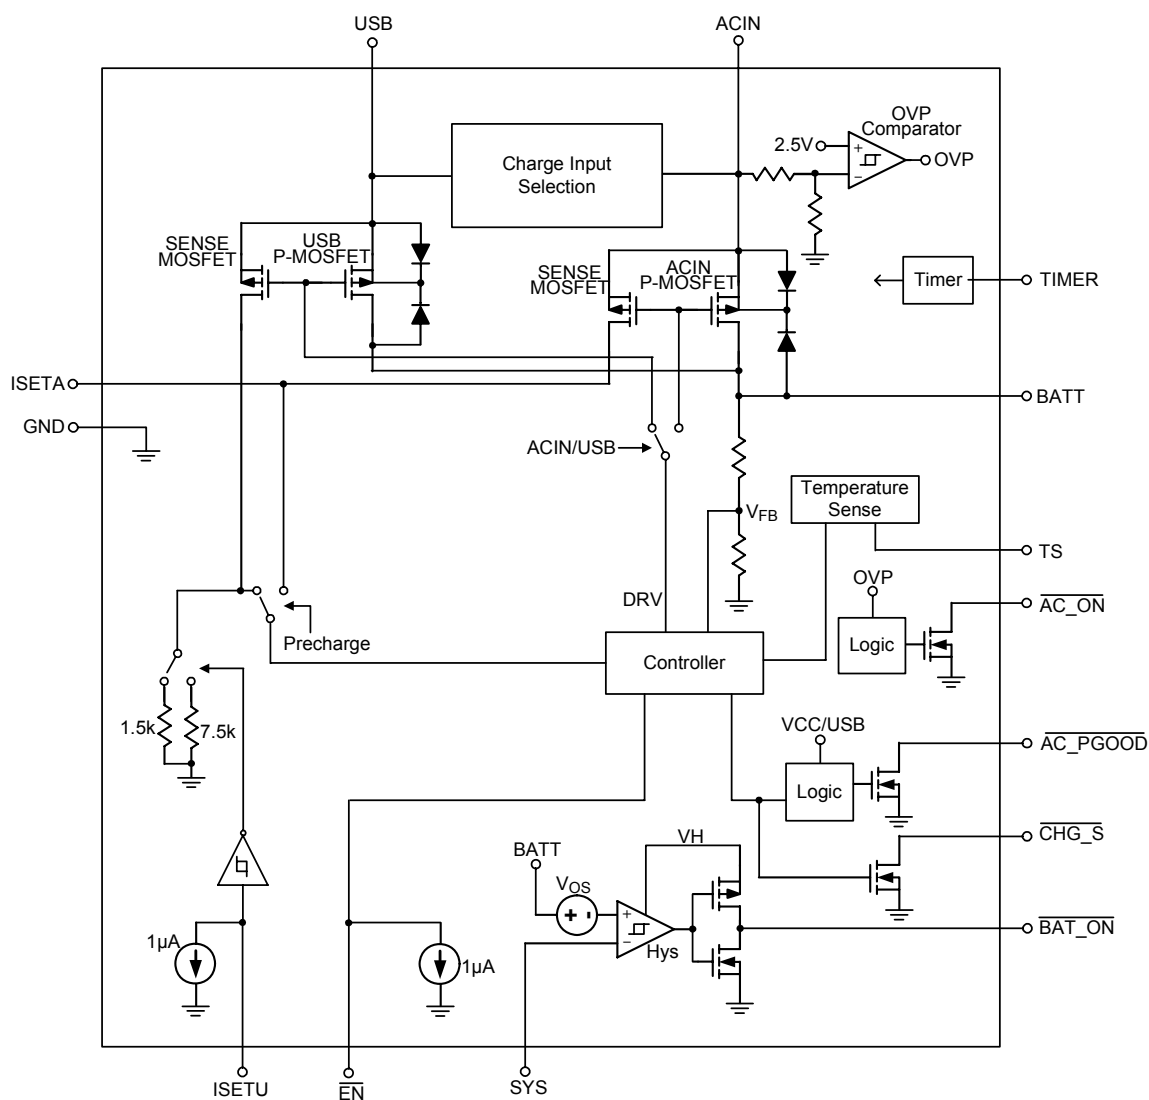 USB
ACIN
OVP
Comparator
2.5V
+
−
OVP
Charge Input
Selection
SENSE
MOSFET
USB
P-MOSFET
SENSE
MOSFET
ACIN
P-MOSFET
Timer
TIMER
ISETA
BATT
GND
ACIN/USB
Temperature
Sense
VFB
TS
OVP
AC_ON
DRV
Logic
Precharge
Controller
1.5k
7.5k
VCC/USB
AC_PGOOD
Logic
CHG_S
VH
BATT
VOS
+ -
+
−
Hys
BAT_ON
1µA
1µA
ISETU
EN
SYS